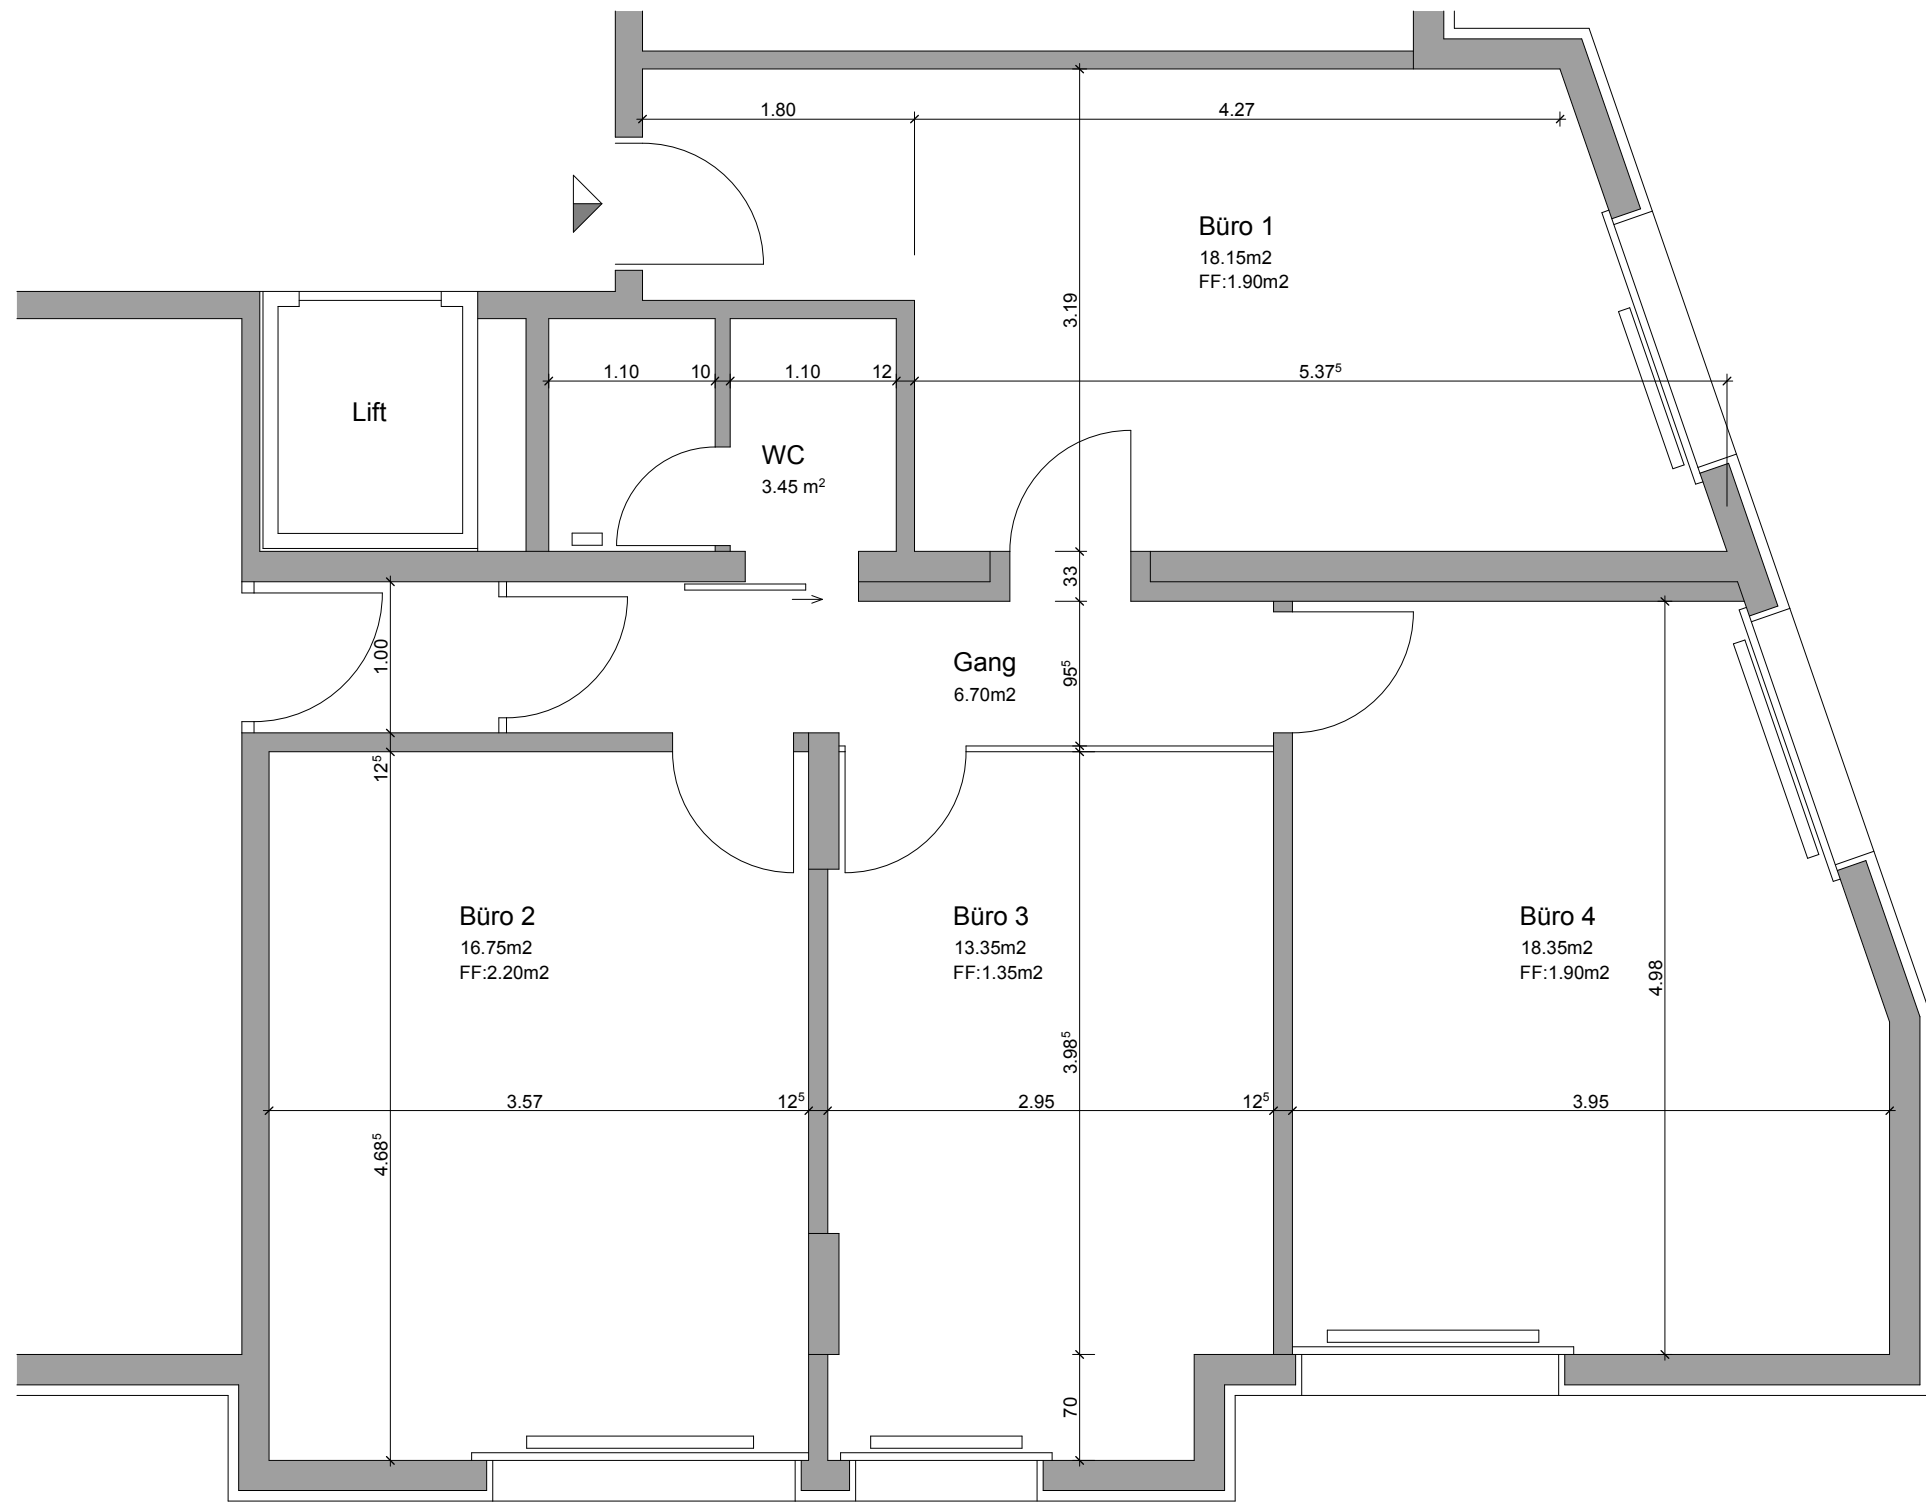 1.80
4.27
Büro 1
18.15m2
FF:1.90m2
3.19
1.10
10
1.10
12
5.37⁵
Lift
WC
3.45 m²
33
1.00
Gang
6.70m2
95⁵
12⁵
Büro 2
16.75m2
FF:2.20m2
Büro 3
13.35m2
FF:1.35m2
Büro 4
18.35m2
FF:1.90m2
4.98
3.98⁵
3.57
12⁵
2.95
12⁵
3.95
4.68⁵
70